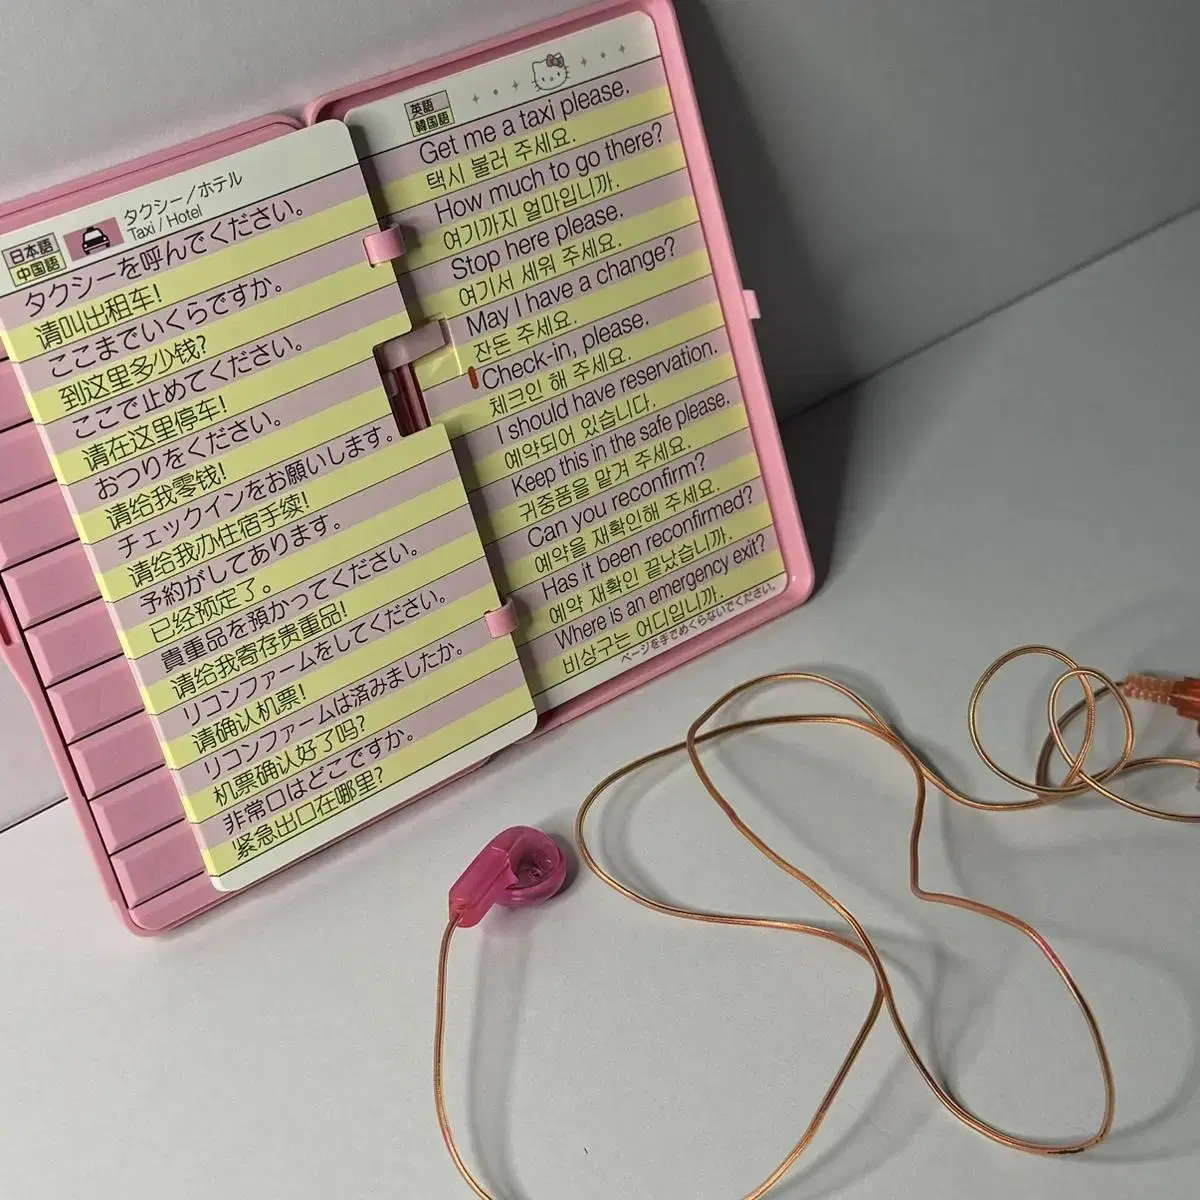 日本語
中国語
タクシー/ホテル
Taxi / Hotel
タクシーを呼んでください。
请叫出租车!
ここまでいくらですか。
到这里多少钱?
ここで止めてください。
请在这里停车!
おつりをください。
请给我零钱!
チェックインをお願いします。
请给我办住宿手续!
予約がしてあります。
已经预定了。
貴重品を預かってください。
请给我寄存贵重品!
リコンファームをしてください。
请确认机票!
リコンファームは済みましたか。
机票确认好了吗?
非常口はどこですか。
紧急出口在哪里?
英語
韓国語
Get me a taxi please.
택시 불러 주세요.
How much to go there?
여기까지 얼마입니까.
Stop here please.
여기서 세워 주세요.
May I have a change?
잔돈 주세요.
Check-in, please.
체크인 해 주세요.
I should have reservation.
예약되어 있습니다.
Keep this in the safe please.
귀중품을 맡겨 주세요.
Can you reconfirm?
예약을 재확인해 주세요.
Has it been reconfirmed?
예약 재확인 끝났습니까.
Where is an emergency exit?
비상구는 어디입니까.
ページを手でめくらないでください。